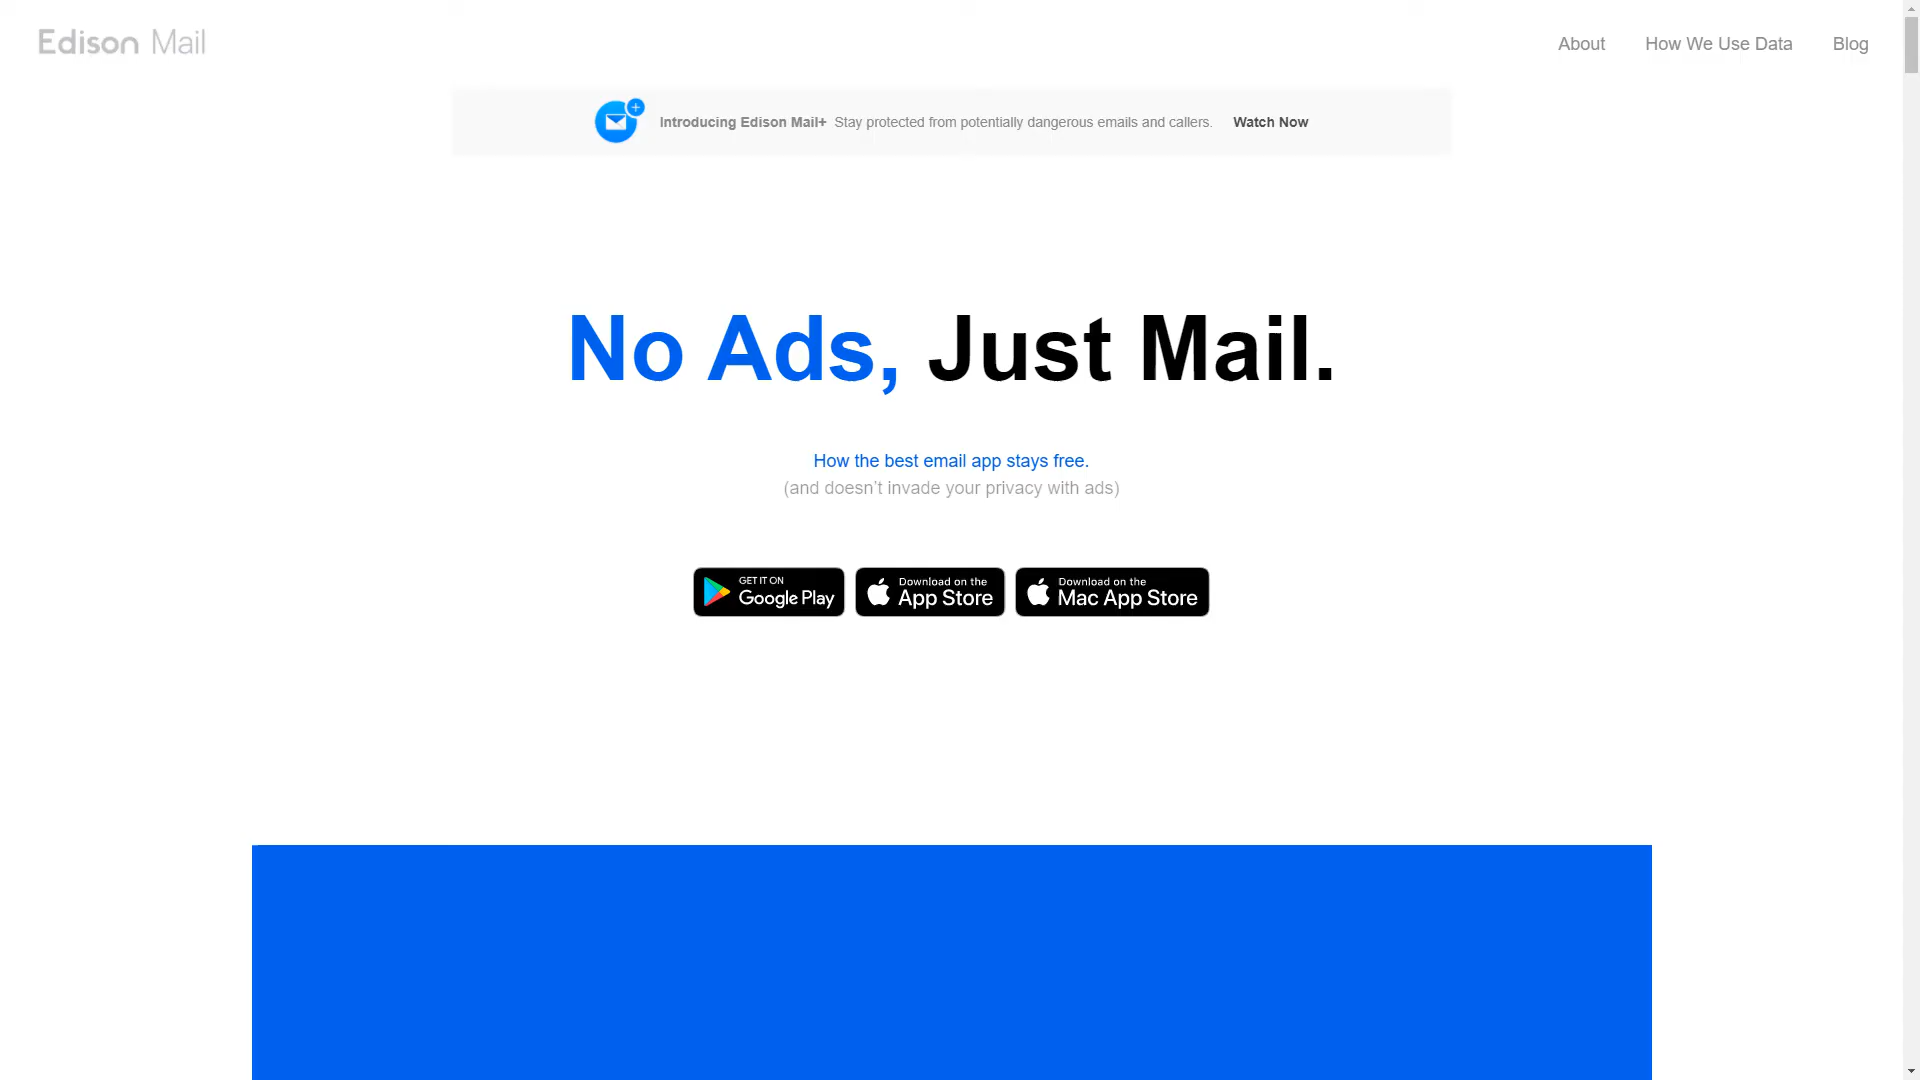 Edison Mail
About
How We Use Data
Blog
Introducing Edison Mail+ Stay protected from potentially dangerous emails and callers. Watch Now
No Ads, Just Mail.
How the best email app stays free.
(and doesn’t invade your privacy with ads)
GET IT ON
Google Play
Download on the
App Store
Download on the
Mac App Store